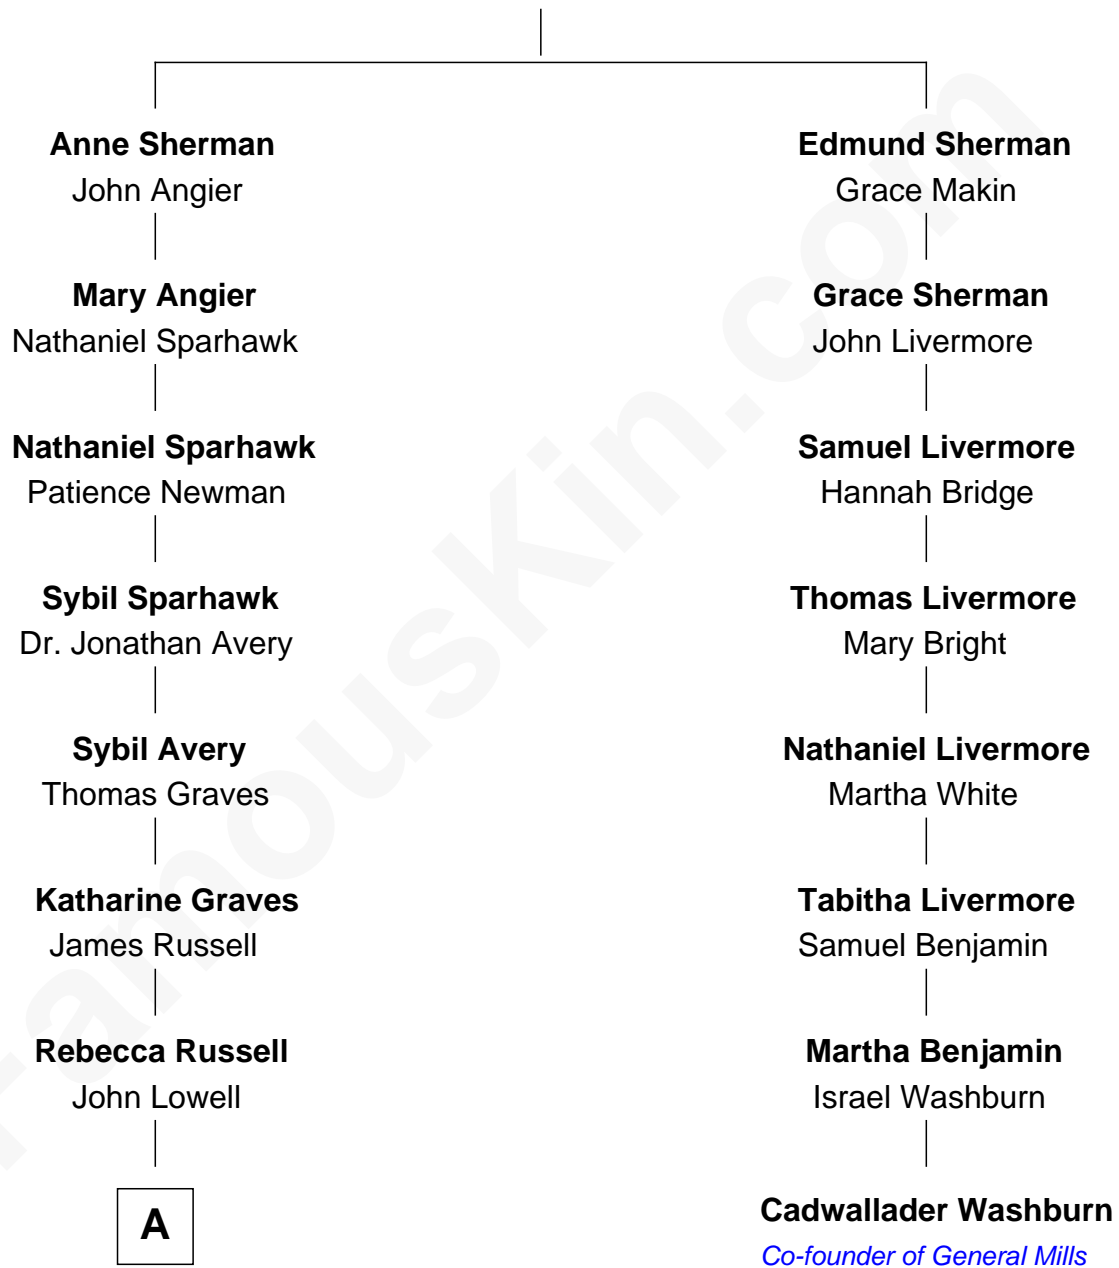 Anne Sherman
John Angier
Mary Angier
Nathaniel Sparhawk
Nathaniel Sparhawk
Patience Newman
Sybil Sparhawk
Dr. Jonathan Avery
Sybil Avery
Thomas Graves
Katharine Graves
James Russell
Rebecca Russell
John Lowell
A
Edmund Sherman
Grace Makin
Grace Sherman
John Livermore
Samuel Livermore
Hannah Bridge
Thomas Livermore
Mary Bright
Nathaniel Livermore
Martha White
Tabitha Livermore
Samuel Benjamin
Martha Benjamin
Israel Washburn
Cadwallader Washburn
Co-founder of General Mills
FamousKin.com